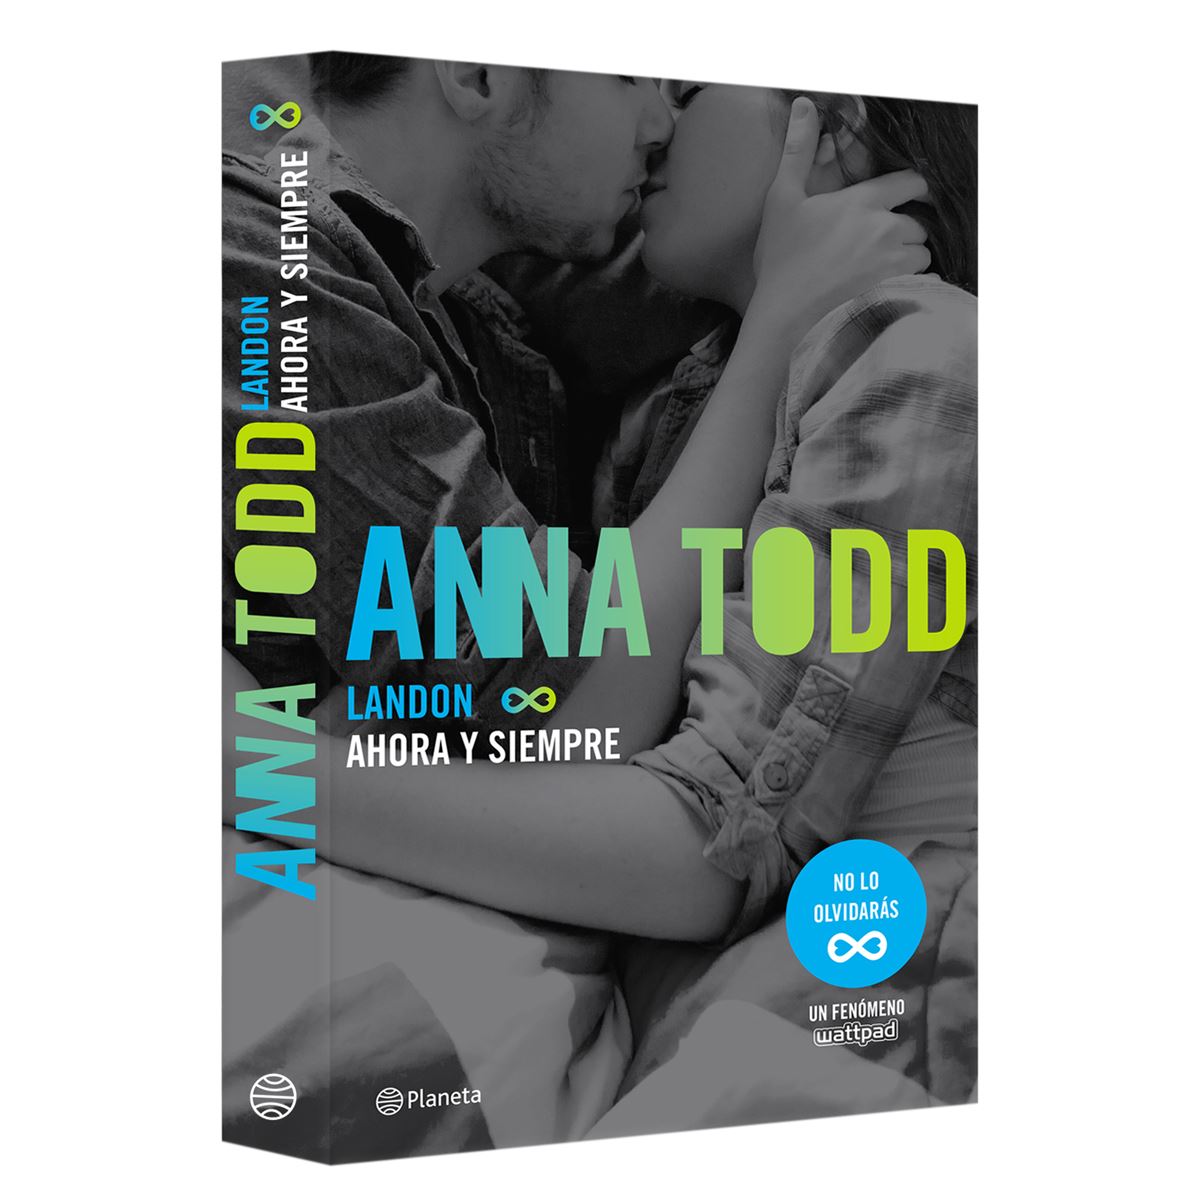 LANDON
AHORA Y SIEMPRE
ANNA TODD
ANNA TODD
LANDON
AHORA Y SIEMPRE
NO LO
OLVIDARÁS
UN FENÓMENO
wattpad
Planeta